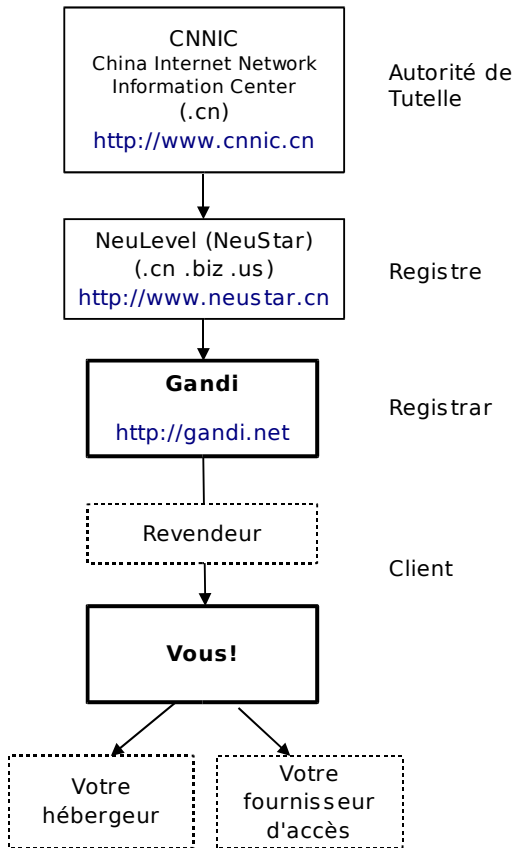 CNNIC
China Internet Network
Information Center
(.cn)
http://www.cnnic.cn
Autorité de
Tutelle
NeuLevel (NeuStar)
(.cn .biz .us)
http://www.neustar.cn
Registre
Gandi
http://gandi.net
Registrar
Revendeur
Client
Vous!
Votre
hébergeur
Votre
fournisseur
d'accès